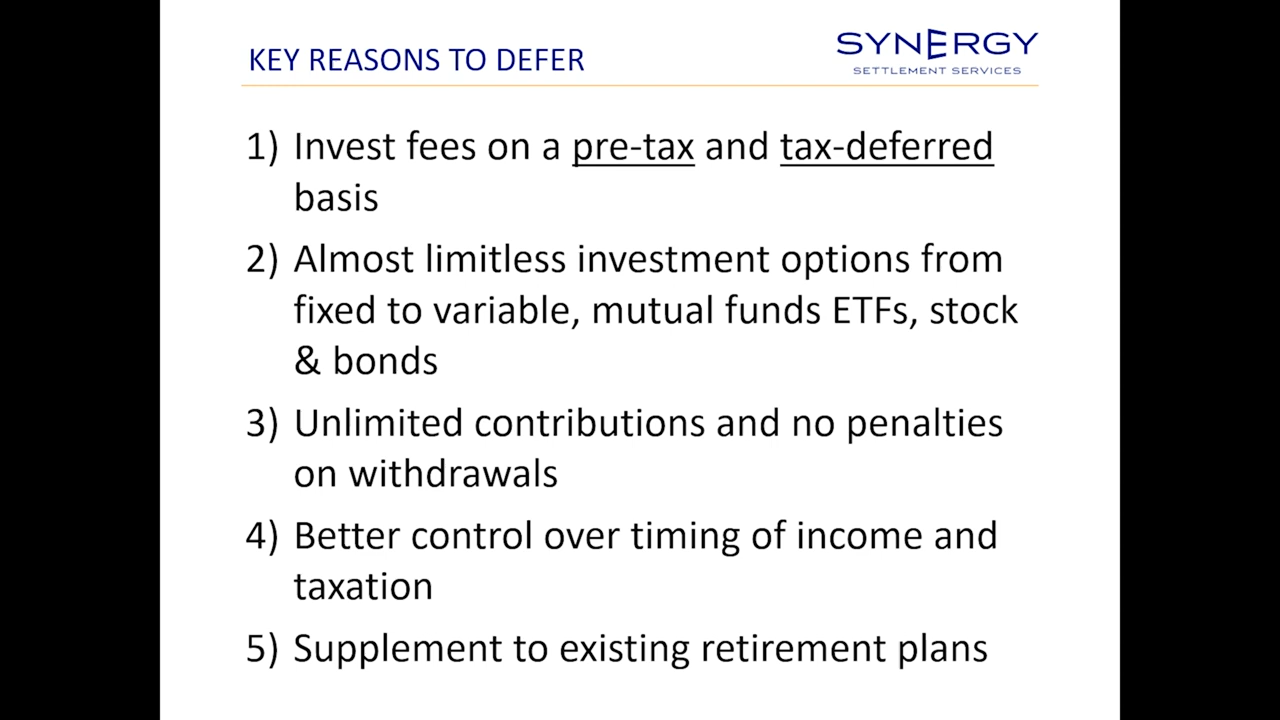 KEY REASONS TO DEFER
SYNERGY
SETTLEMENT SERVICES
1) Invest fees on a pre-tax and tax-deferred
basis
2) Almost limitless investment options from
fixed to variable, mutual funds ETFs, stock
& bonds
3) Unlimited contributions and no penalties
on withdrawals
4) Better control over timing of income and
taxation
5) Supplement to existing retirement plans